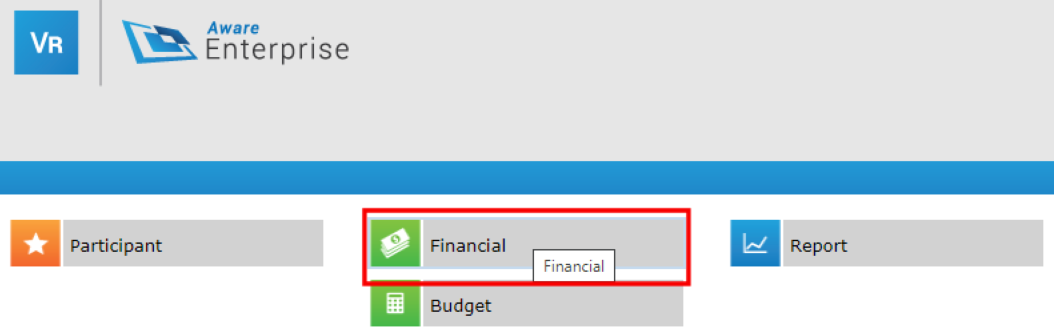 VR
Aware
Enterprise
Participant
Financial
Report
Financial
Budget